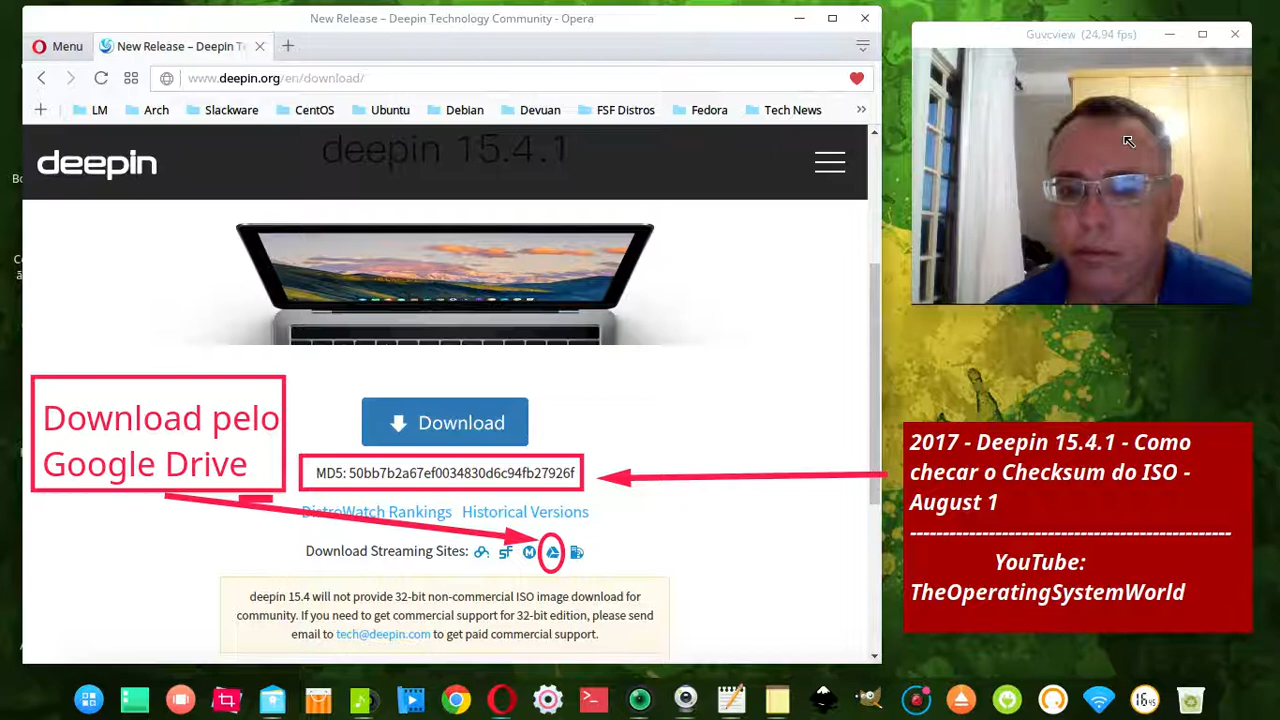 New Release – Deepin Technology Community - Opera
Menu
New Release – Deepin Te
www.deepin.org/en/download/
LM Arch Slackware CentOS Ubuntu Debian Devuan FSF Distros Fedora Tech News »
deepin 15.4.1
deepin
Download
MD5: 50bb7b2a67ef0034830d6c94fb27926f
DistroWatch Rankings Historical Versions
Download Streaming Sites:
deepin 15.4 will not provide 32-bit non-commercial ISO image download for
community. If you need to get commercial support for 32-bit edition, please send
email to tech@deepin.com to get paid commercial support.
Download pelo
Google Drive
Guvcview (24,94 fps)
2017 - Deepin 15.4.1 - Como
checar o Checksum do ISO -
August 1
------------------------------------------------
YouTube:
TheOperatingSystemWorld
16 45